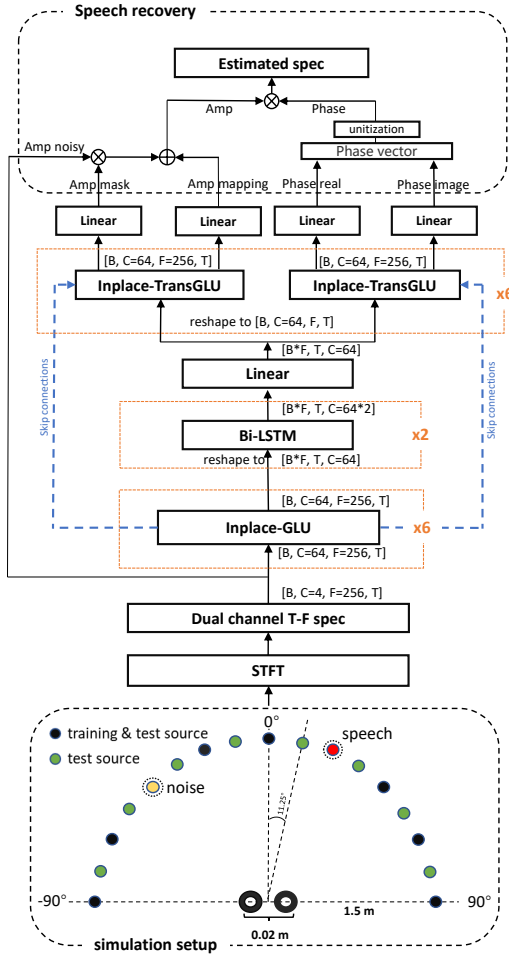 Speech recovery
Estimated spec
Amp
Phase
unitization
Amp noisy
Phase vector
Amp mask
Amp mapping
Phase real
Phase image
Linear
Linear
Linear
Linear
[B, C=64, F=256, T]
[B, C=64, F=256, T]
Inplace-TransGLU
Inplace-TransGLU
x6
reshape to [B, C=64, F, T]
[B*F, T, C=64]
Linear
Skip connections
Skip connections
[B*F, T, C=64*2]
Bi-LSTM
x2
reshape to [B*F, T, C=64]
[B, C=64, F=256, T]
Inplace-GLU
x6
[B, C=64, F=256, T]
[B, C=4, F=256, T]
Dual channel T-F spec
STFT
0°
training & test source
speech
test source
noise
11.25°
-90°
90°
1.5 m
0.02 m
simulation setup